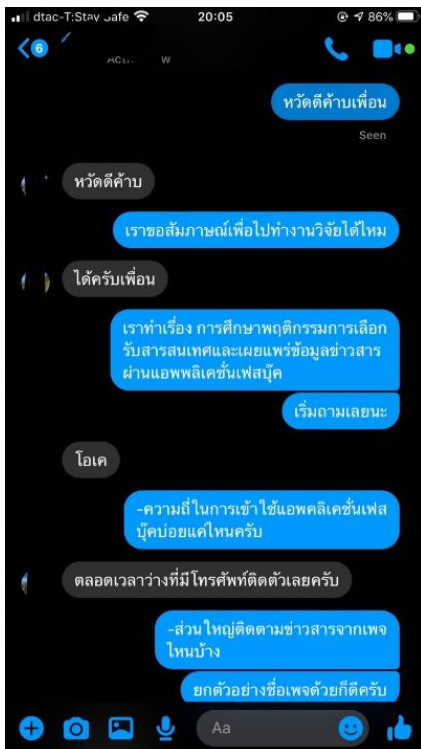 dtac-T:Stay Safe 20:05 86%
6
หวัดดีค้าบเพื่อน
Seen
หวัดดีค้าบ
เราขอสัมภาษณ์เพื่อไปทำงานวิจัยได้ไหม
ได้ครับเพื่อน
เราทำเรื่อง การศึกษาพฤติกรรมการเลือก
รับสารสนเทศและเผยแพร่ข้อมูลข่าวสาร
ผ่านแอพพลิเคชั่นเฟสบุ๊ค
เริ่มถามเลยนะ
โอเค
-ความถี่ในการเข้าใช้แอพคลิเคชั่นเฟส
บุ๊คบ่อยแค่ไหนครับ
ตลอดเวลาว่างที่มีโทรศัพท์ติดตัวเลยครับ
-ส่วนใหญ่ติดตามข่าวสารจากเพจ
ไหนบ้าง
ยกตัวอย่างชื่อเพจด้วยก็ดีครับ
Aa